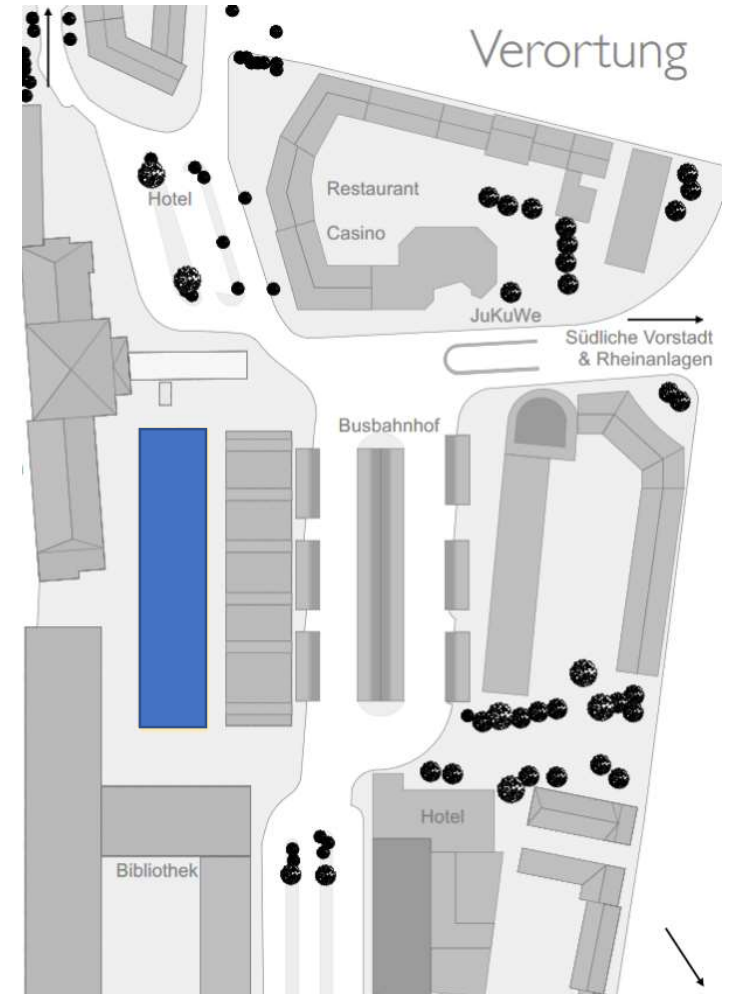 Verortung
Hotel
Restaurant
Casino
JuKuWe
Südliche Vorstadt
& Rheinanlagen
Busbahnhof
Hotel
Bibliothek